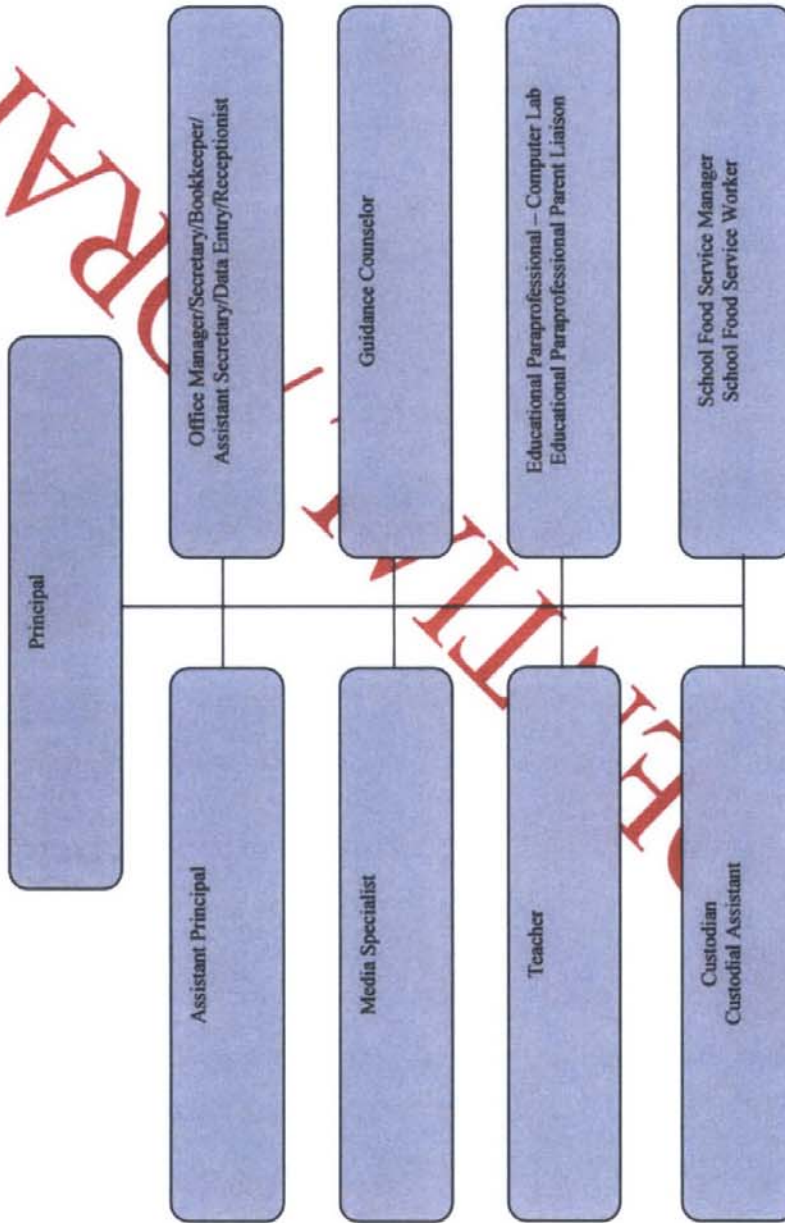 Principal
Assistant Principal
Office Manager/Secretary/Bookkeeper/
Assistant Secretary/Data Entry/Receptionist
Media Specialist
Guidance Counselor
Teacher
Educational Paraprofessional – Computer Lab
Educational Paraprofessional Parent Liaison
Custodian
Custodial Assistant
School Food Service Manager
School Food Service Worker